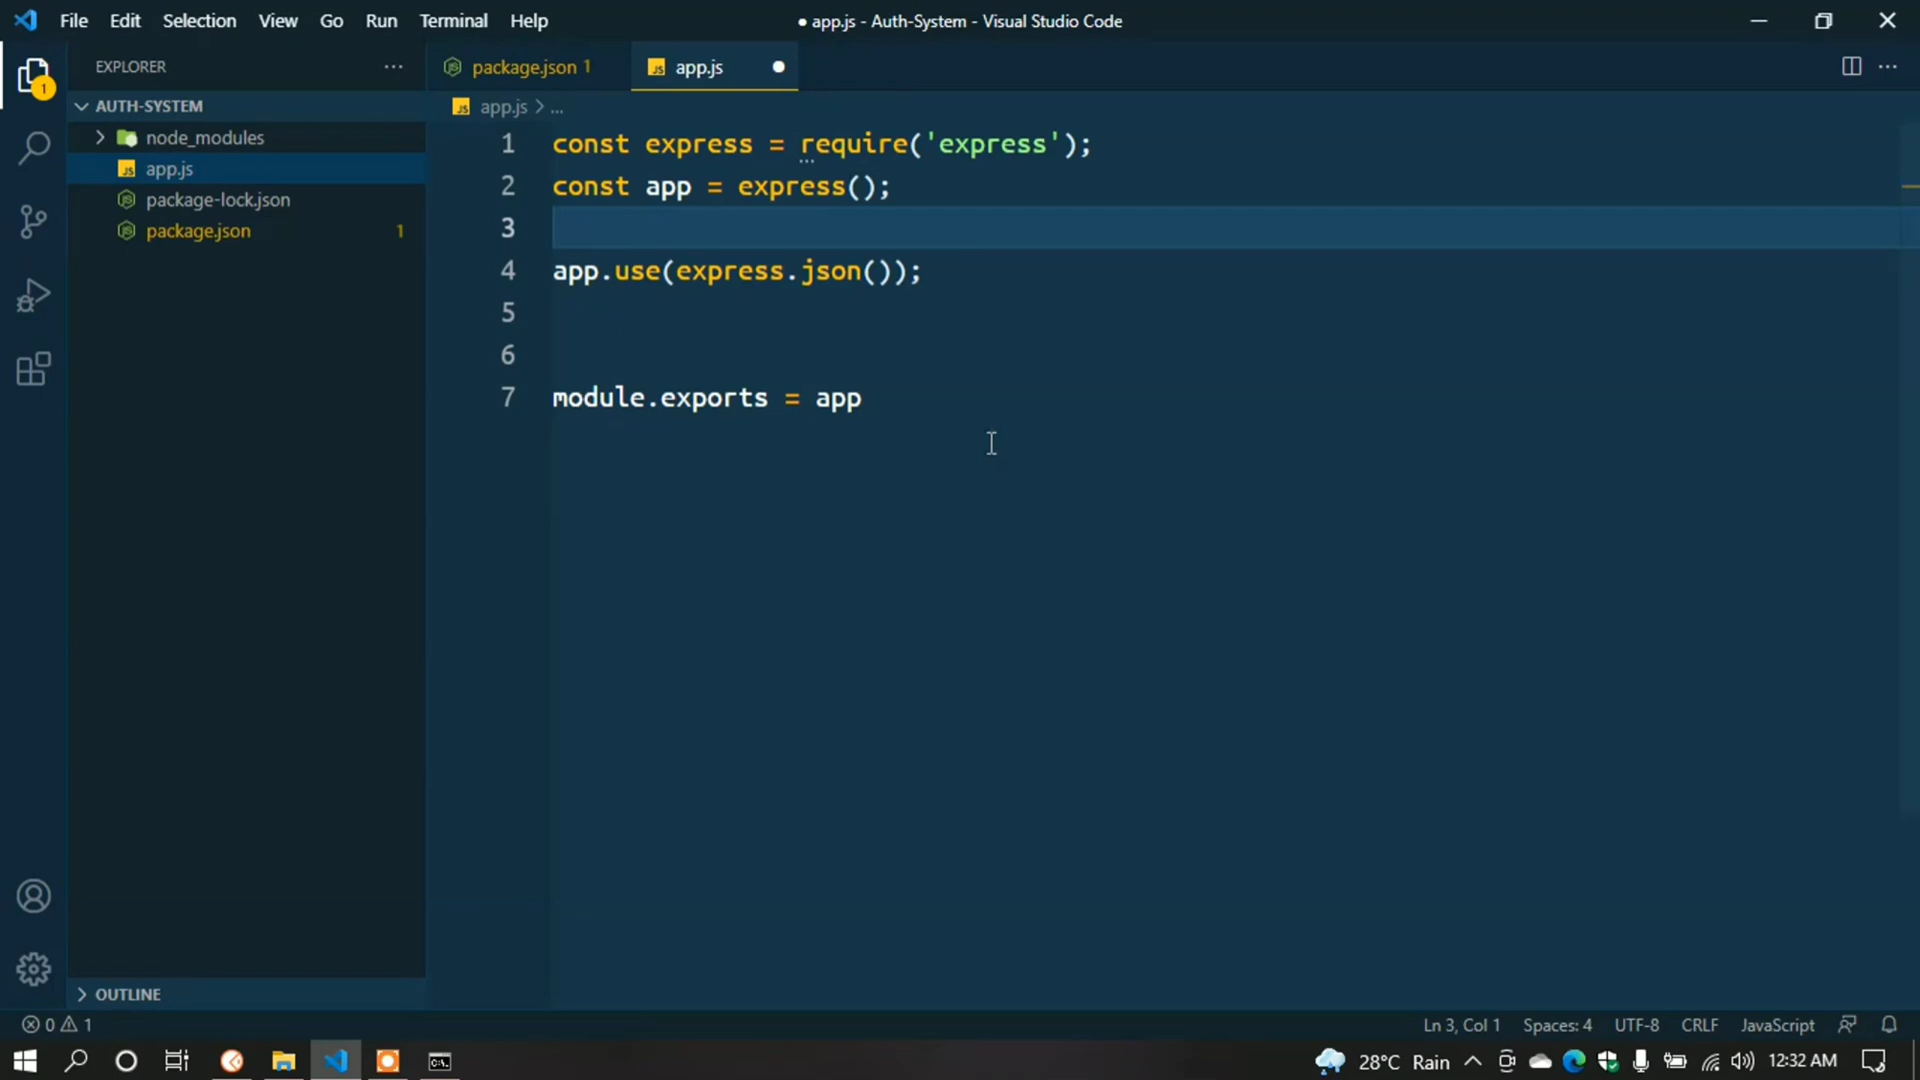 File Edit Selection View Go Run Terminal Help
● app.js - Auth-System - Visual Studio Code
EXPLORER
AUTH-SYSTEM
node_modules
app.js
package-lock.json
package.json 1
OUTLINE
1
package.json 1
app.js
app.js > ...
1 const express = require('express');
2 const app = express();
3
4 app.use(express.json());
5
6
7 module.exports = app
0 1
Ln 3, Col 1 Spaces: 4 UTF-8 CRLF JavaScript
28°C Rain
12:32 AM